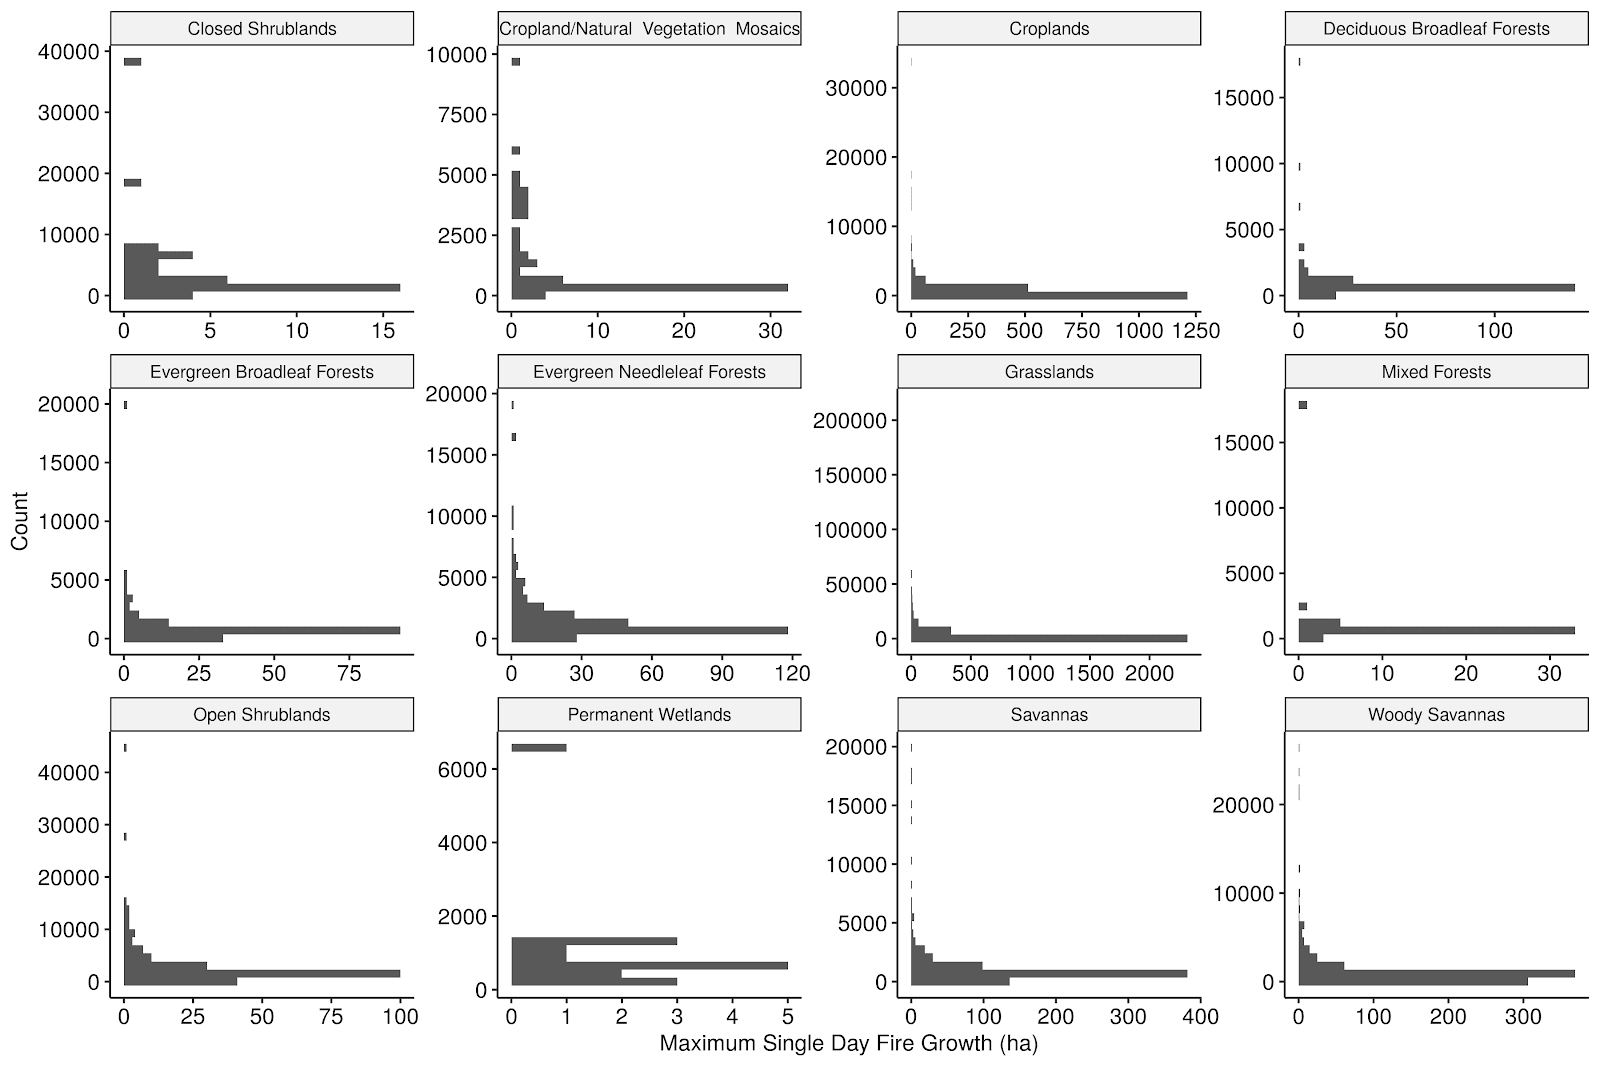 Closed Shrublands
Cropland/Natural Vegetation Mosaics
Croplands
Deciduous Broadleaf Forests
40000
30000
20000
10000
0
0 5 10 15
10000
7500
5000
2500
0
0 10 20 30
30000
20000
10000
0
0 250 500 750 1000 1250
15000
10000
5000
0
0 50 100
Evergreen Broadleaf Forests
Evergreen Needleleaf Forests
Grasslands
Mixed Forests
20000
15000
10000
5000
0
0 25 50 75
20000
15000
10000
5000
0
0 30 60 90 120
200000
150000
100000
50000
0
0 500 1000 1500 2000
15000
10000
5000
0
0 10 20 30
Open Shrublands
Permanent Wetlands
Savannas
Woody Savannas
40000
30000
20000
10000
0
0 25 50 75 100
6000
4000
2000
0
0 1 2 3 4 5
20000
15000
10000
5000
0
0 100 200 300 400
20000
10000
0
0 100 200 300
Count
Maximum Single Day Fire Growth (ha)